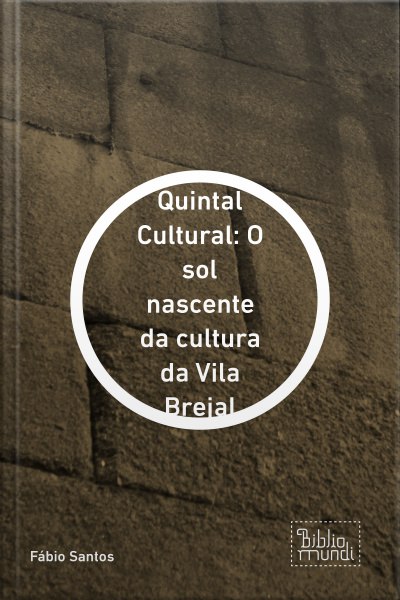 Quintal
Cultural: O
sol
nascente
da cultura
da Vila
Brejal
Fábio Santos
Biblio
mundi